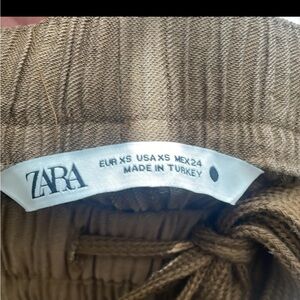 ZARA
EUR XS USA XS MEX 24
MADE IN TURKEY